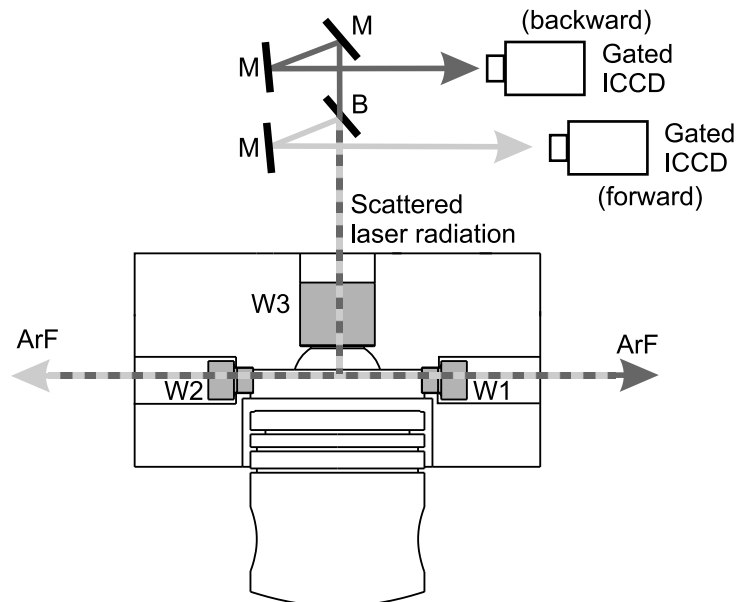 (backward)
M
Gated
ICCD
M
B
M
Gated
ICCD
(forward)
Scattered
laser radiation
W3
ArF
ArF
W2
W1